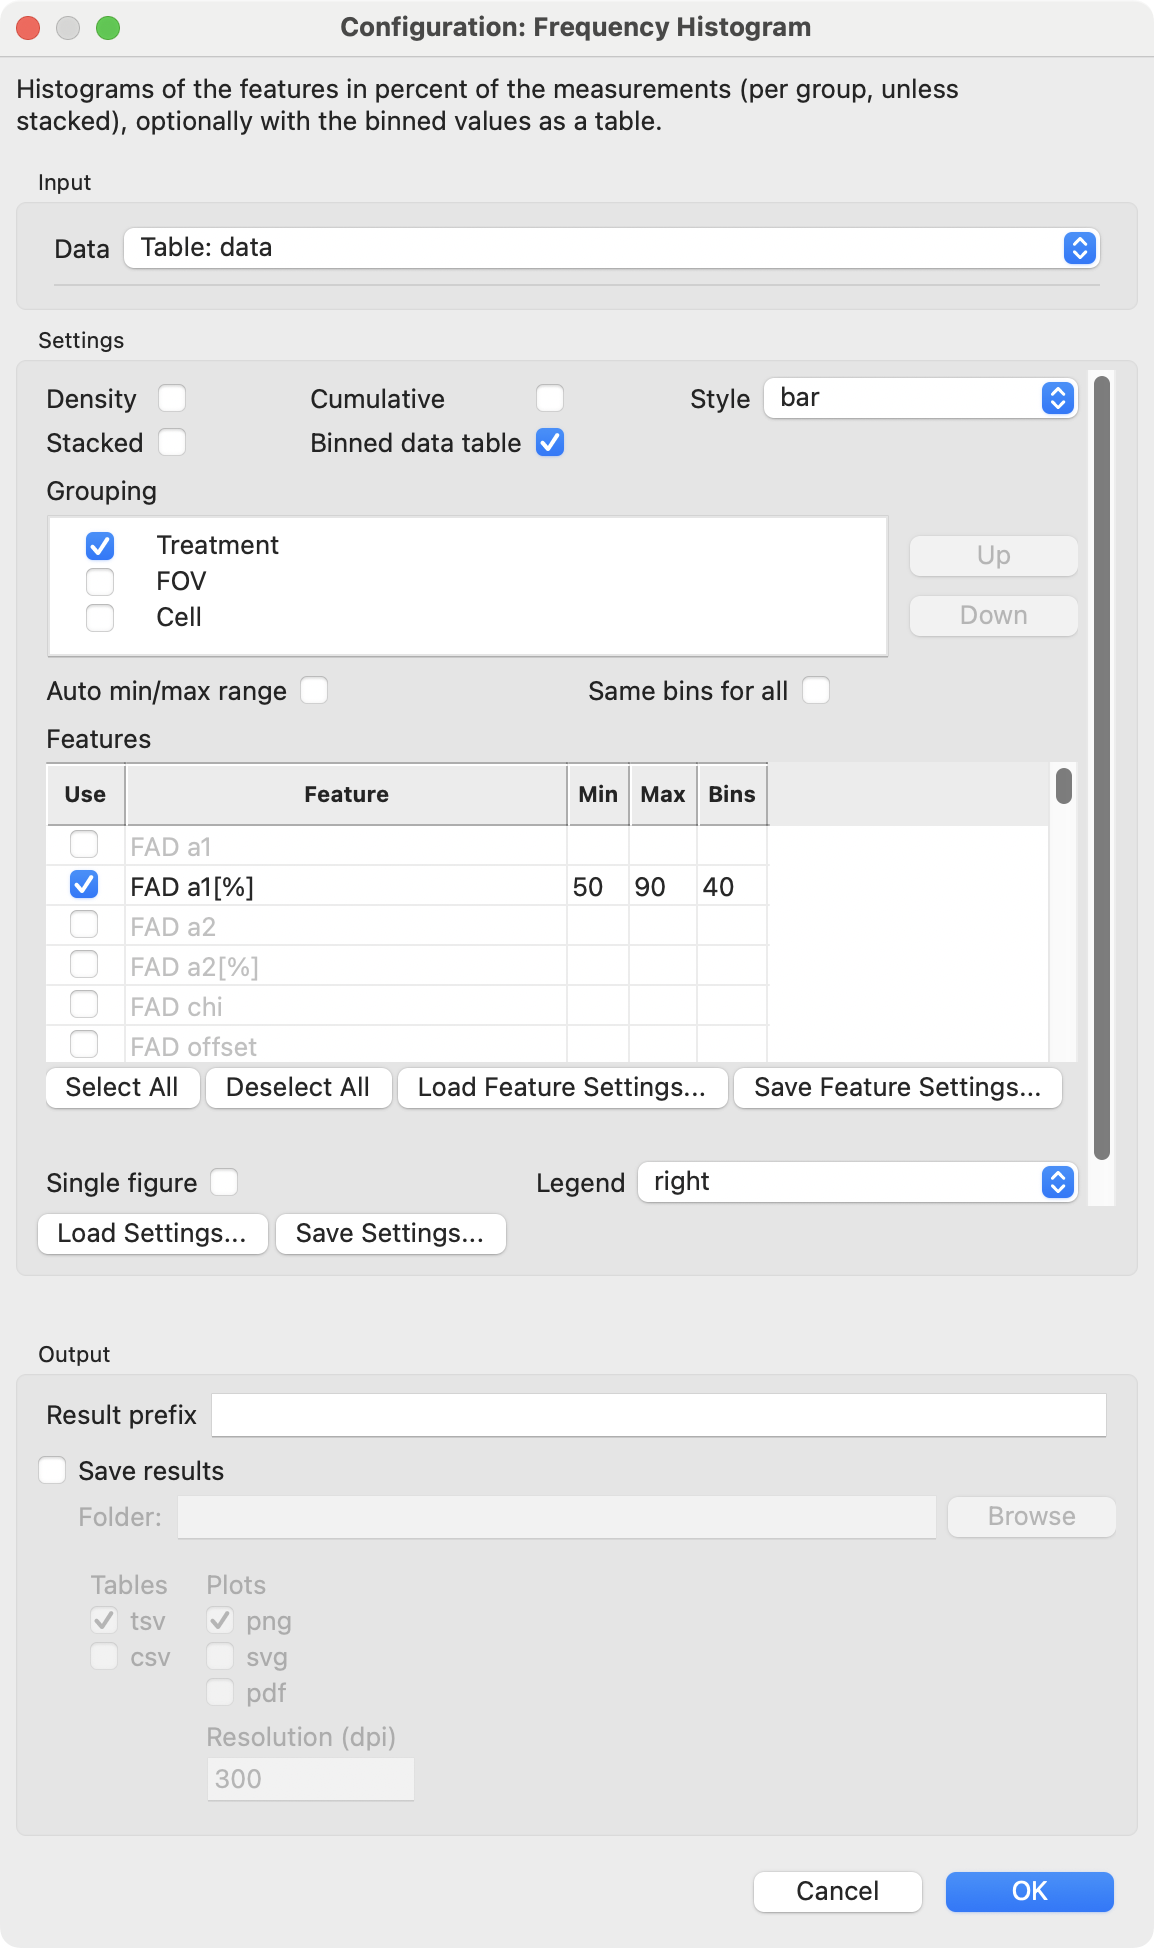 Configuration: Frequency Histogram
Histograms of the features in percent of the measurements (per group, unless
stacked), optionally with the binned values as a table.
Input
Data Table: data
Settings
Density Cumulative Style bar
Stacked Binned data table
Grouping
Treatment
FOV
Cell
Up
Down
Auto min/max range Same bins for all
Features
Use Feature Min Max Bins
FAD a1
FAD a1[%] 50 90 40
FAD a2
FAD a2[%]
FAD chi
FAD offset
Select All Deselect All Load Feature Settings... Save Feature Settings...
Single figure Legend right
Load Settings... Save Settings...
Output
Result prefix
Save results
Folder: Browse
Tables Plots
tsv png
csv svg
pdf
Resolution (dpi)
300
Cancel OK